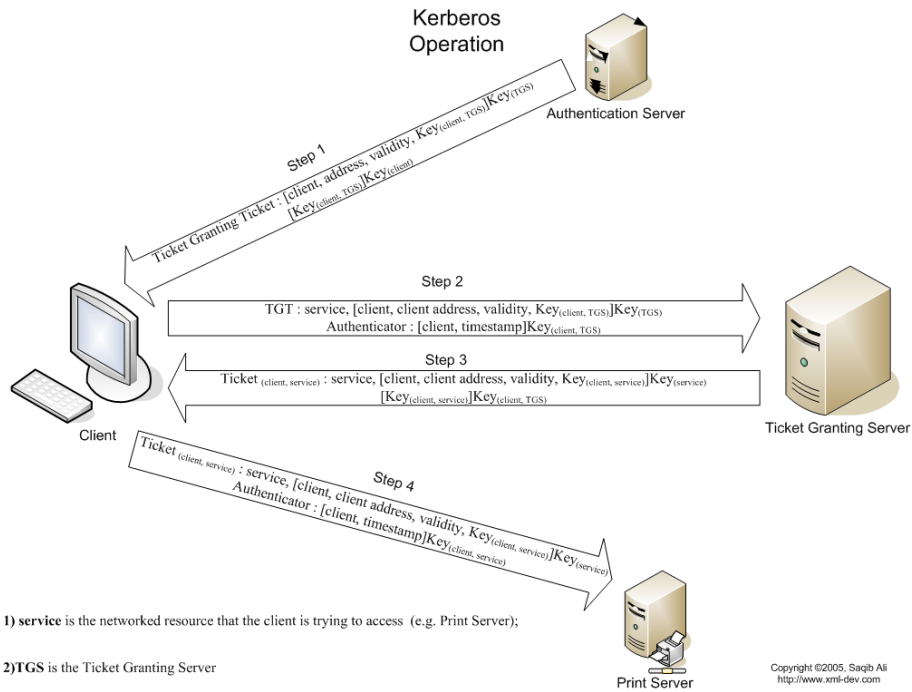 Kerberos
Operation
Authentication Server
Step 1
Ticket Granting Ticket : [client, address, validity, Key(client, TGS)]Key(TGS)
[Key(client, TGS)]Key(client)
Step 2
TGT : service, [client, client address, validity, Key(client, TGS)]Key(TGS)
Authenticator : [client, timestamp]Key(client, TGS)
Step 3
Ticket (client, service) : service, [client, client address, validity, Key(client, service)]Key(service)
[Key(client, service)]Key(client, TGS)
Client
Ticket Granting Server
Step 4
Ticket (client, service) : service, [client, client address, validity, Key(client, service)]Key(service)
Authenticator : [client, timestamp]Key(client, service)
1) service is the networked resource that the client is trying to access (e.g. Print Server);
2)TGS is the Ticket Granting Server
Print Server
Copyright ©2005, Saqib Ali
http://www.xml-dev.com